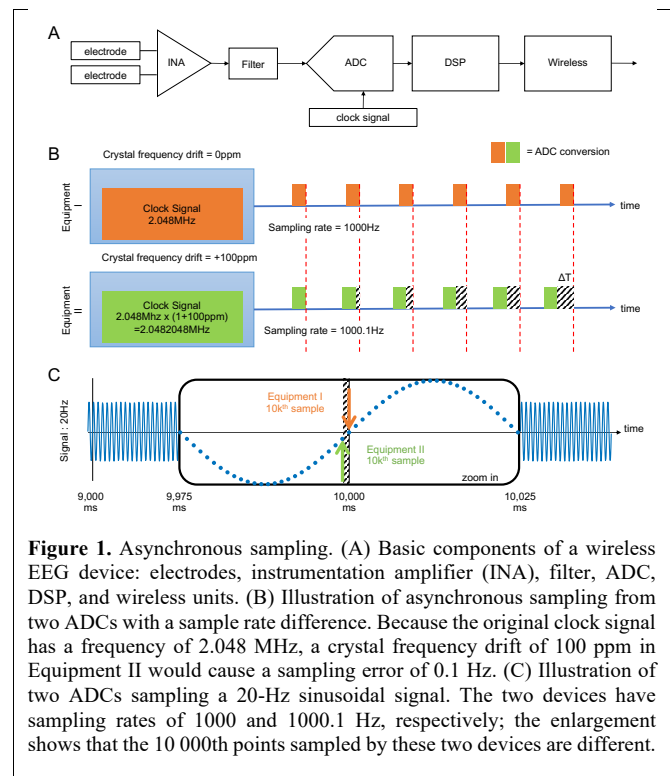 A
electrode
electrode
INA
Filter
ADC
DSP
Wireless
clock signal
B
Crystal frequency drift = 0ppm
= ADC conversion
Equipment I
Clock Signal
2.048MHz
time
Sampling rate = 1000Hz
Crystal frequency drift = +100ppm
ΔT
Equipment II
Clock Signal
2.048Mhz x (1+100ppm)
=2.0482048MHz
time
Sampling rate = 1000.1Hz
C
Signal : 20Hz
Equipment I
10kth sample
time
Equipment II
10kth sample
zoom in
9,000
ms
9,975
ms
10,000
ms
10,025
ms
Figure 1. Asynchronous sampling. (A) Basic components of a wireless
EEG device: electrodes, instrumentation amplifier (INA), filter, ADC,
DSP, and wireless units. (B) Illustration of asynchronous sampling from
two ADCs with a sample rate difference. Because the original clock signal
has a frequency of 2.048 MHz, a crystal frequency drift of 100 ppm in
Equipment II would cause a sampling error of 0.1 Hz. (C) Illustration of
two ADCs sampling a 20-Hz sinusoidal signal. The two devices have
sampling rates of 1000 and 1000.1 Hz, respectively; the enlargement
shows that the 10 000th points sampled by these two devices are different.